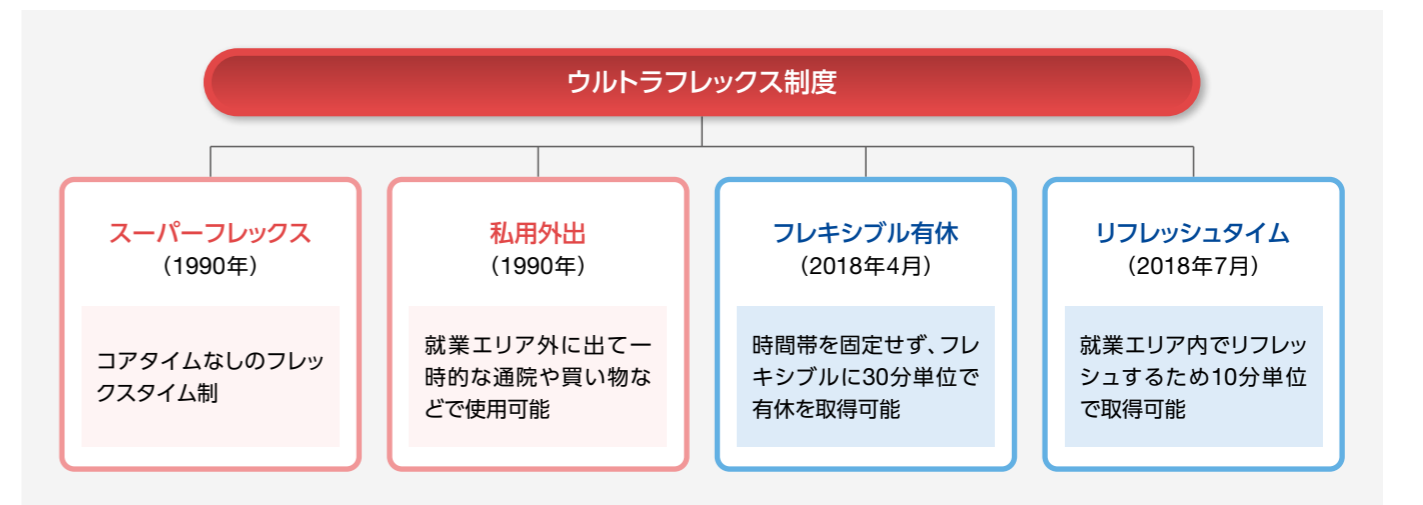 ウルトラフレックス制度
スーパーフレックス
（1990年）
コアタイムなしのフレッ
クスタイム制
私用外出
（1990年）
就業エリア外に出て一
時的な通院や買い物な
どで使用可能
フレキシブル有休
（2018年4月）
時間帯を固定せず、フレ
キシブルに30分単位で
有休を取得可能
リフレッシュタイム
（2018年7月）
就業エリア内でリフレッ
シュするため10分単位
で取得可能